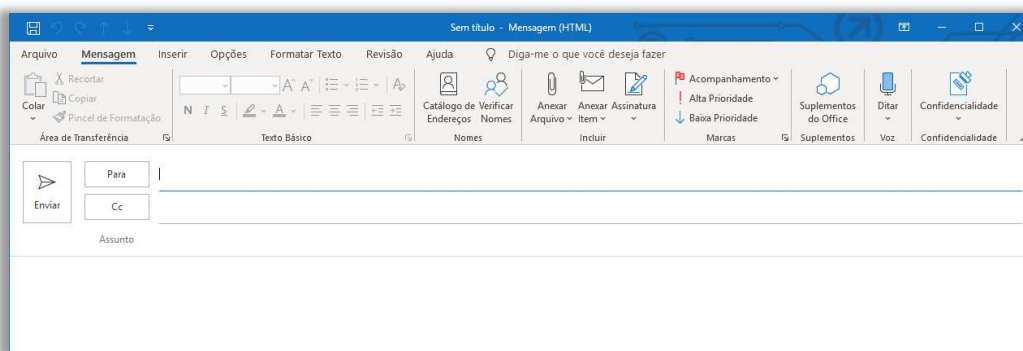 Sem título - Mensagem (HTML)
Arquivo Mensagem Inserir Opções Formatar Texto Revisão Ajuda Diga-me o que você deseja fazer
Colar
Recortar
Copiar
Pincel de Formatação
Área de Transferência
N I S A A A
Texto Básico
Catálogo de Endereços
Verificar Nomes
Nomes
Anexar Arquivo
Anexar Item
Assinatura
Incluir
Acompanhamento
Alta Prioridade
Baixa Prioridade
Marcas
Suplementos do Office
Suplementos
Ditar
Voz
Confidencialidade
Confidencialidade
Enviar
Para
Cc
Assunto